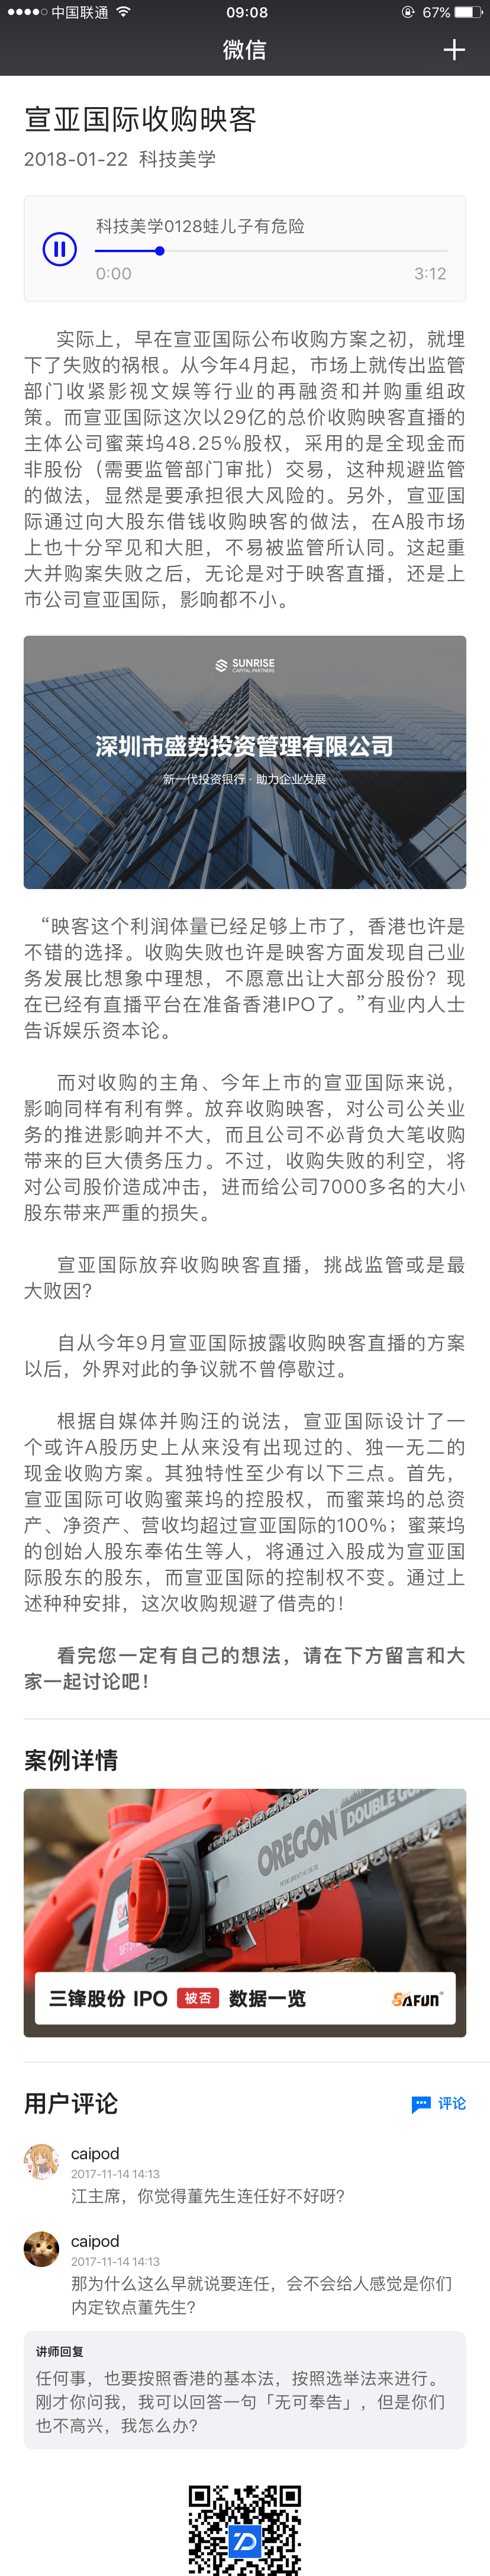 中国联通
09:08
67%
微信
宣亚国际收购映客
2018-01-22 科技美学
科技美学0128蛙儿子有危险
0:00
3:12
实际上，早在宣亚国际公布收购方案之初，就埋
下了失败的祸根。从今年4月起，市场上就传出监管
部门收紧影视文娱等行业的再融资和并购重组政
策。而宣亚国际这次以29亿的总价收购映客直播的
主体公司蜜莱坞48.25%股权，采用的是全现金而
非股份（需要监管部门审批）交易，这种规避监管
的做法，显然是要承担很大风险的。另外，宣亚国
际通过向大股东借钱收购映客的做法，在A股市场
上也十分罕见和大胆，不易被监管所认同。这起重
大并购案失败之后，无论是对于映客直播，还是上
市公司宣亚国际，影响都不小。
SUNRISE
CAPITAL PARTNERS
深圳市盛势投资管理有限公司
新一代投资银行 · 助力企业发展
“映客这个利润体量已经足够上市了，香港也许是
不错的选择。收购失败也许是映客方面发现自己业
务发展比想象中理想，不愿意出让大部分股份？现
在已经有直播平台在准备香港IPO了。”有业内人士
告诉娱乐资本论。
而对收购的主角、今年上市的宣亚国际来说，
影响同样有利有弊。放弃收购映客，对公司公关业
务的推进影响并不大，而且公司不必背负大笔收购
带来的巨大债务压力。不过，收购失败的利空，将
对公司股价造成冲击，进而给公司7000多名的大小
股东带来严重的损失。
宣亚国际放弃收购映客直播，挑战监管或是最
大败因？
自从今年9月宣亚国际披露收购映客直播的方案
以后，外界对此的争议就不曾停歇过。
根据自媒体并购汪的说法，宣亚国际设计了一
个或许A股历史上从来没有出现过的、独一无二的
现金收购方案。其独特性至少有以下三点。首先，
宣亚国际可收购蜜莱坞的控股权，而蜜莱坞的总资
产、净资产、营收均超过宣亚国际的100%；蜜莱坞
的创始人股东奉佑生等人，将通过入股成为宣亚国
际股东的股东，而宣亚国际的控制权不变。通过上
述种种安排，这次收购规避了借壳的！
看完您一定有自己的想法，请在下方留言和大
家一起讨论吧！
案例详情
OREGON
DOUBLE GUARD
三锋股份 IPO 被否 数据一览
SAFUN
用户评论
评论
caipod
2017-11-14 14:13
江主席，你觉得董先生连任好不好呀？
caipod
2017-11-14 14:13
那为什么这么早就说要连任，会不会给人感觉是你们
内定钦点董先生？
讲师回复
任何事，也要按照香港的基本法，按照选举法来进行。
刚才你问我，我可以回答一句「无可奉告」，但是你们
也不高兴，我怎么办？